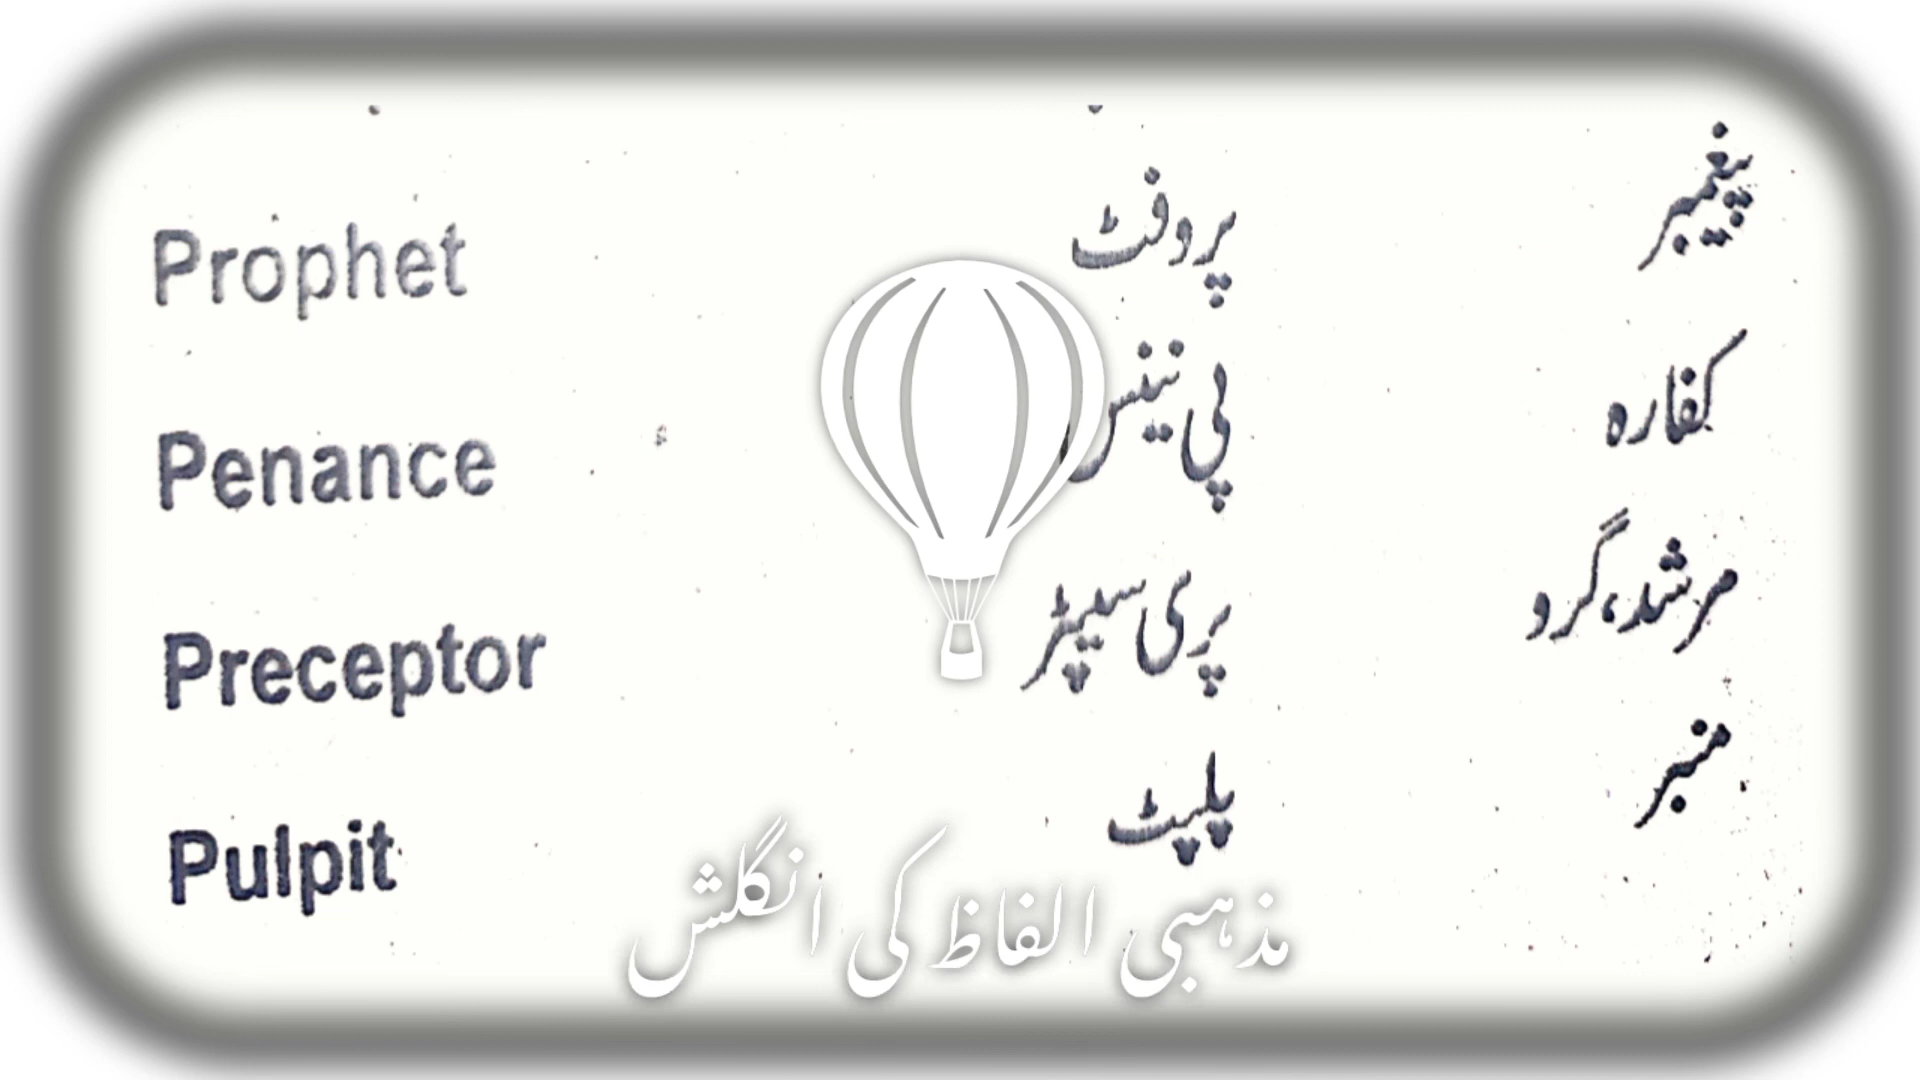 Prophet پروفٹ پیغمبر
Penance پی نینس کفارہ
Preceptor پری سیپٹر مرشد، گرو
Pulpit پلپٹ منبر
مذہبی الفاظ کی انگلش